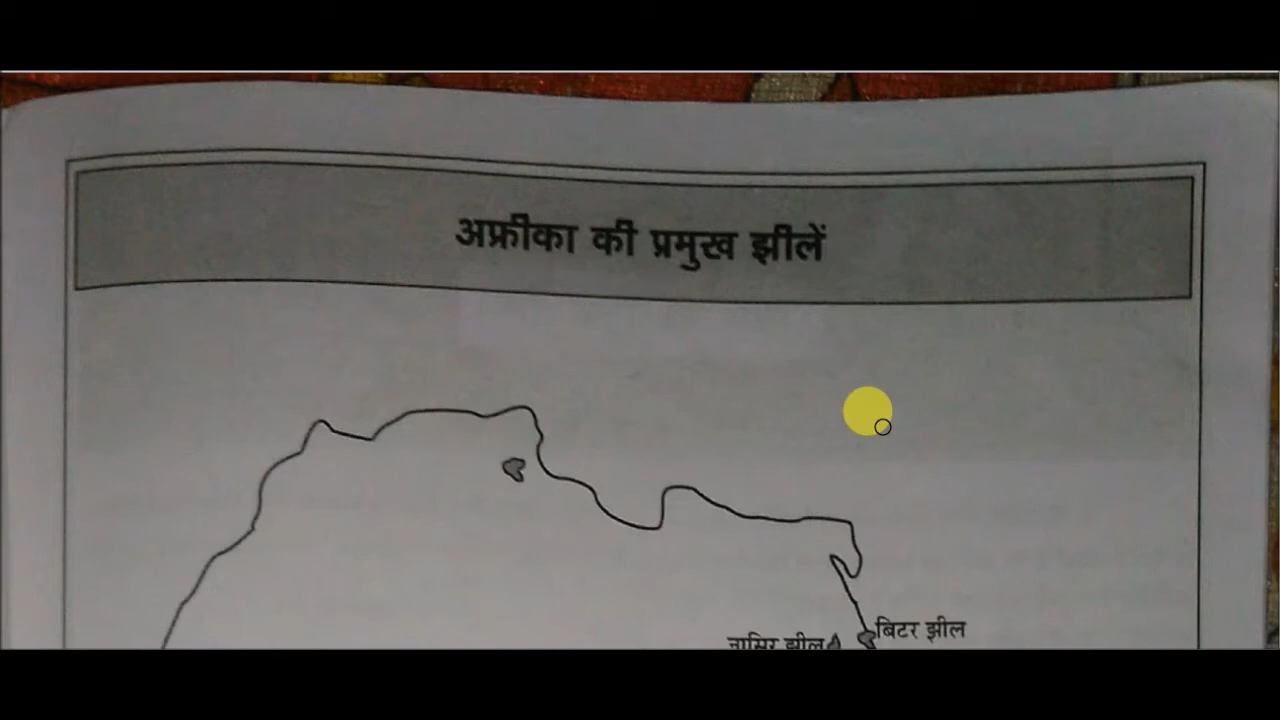 अफ्रीका की प्रमुख झीलें
बिटर झील
नासिर झील